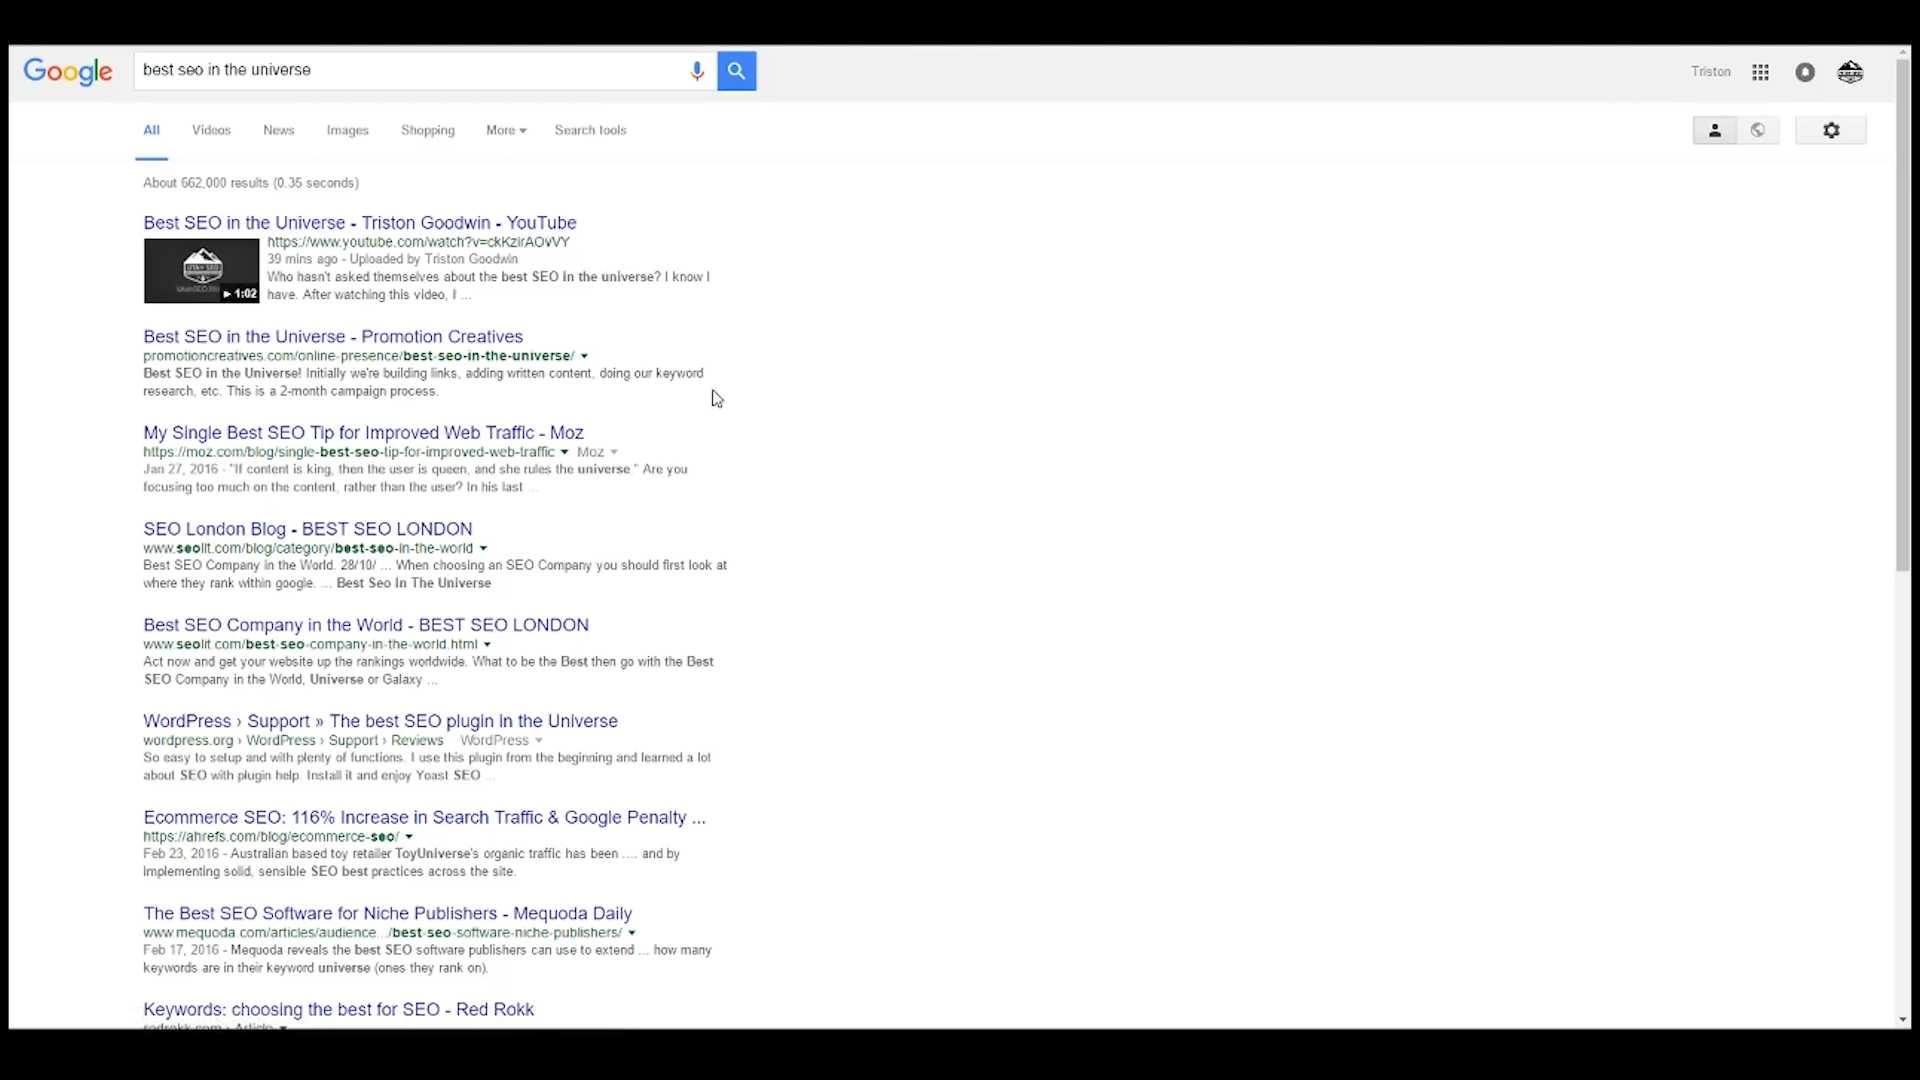 Google
best seo in the universe
Triston
All Videos News Images Shopping More Search tools
About 662,000 results (0.35 seconds)
Best SEO in the Universe - Triston Goodwin - YouTube
https://www.youtube.com/watch?v=ckKzirAOvVY
39 mins ago - Uploaded by Triston Goodwin
Who hasn't asked themselves about the best SEO in the universe? I know I
have. After watching this video, I ...
1:02
Best SEO in the Universe - Promotion Creatives
promotioncreatives.com/online-presence/best-seo-in-the-universe/
Best SEO in the Universe! Initially we're building links, adding written content, doing our keyword
research, etc. This is a 2-month campaign process.
My Single Best SEO Tip for Improved Web Traffic - Moz
https://moz.com/blog/single-best-seo-tip-for-improved-web-traffic Moz
Jan 27, 2016 - "If content is king, then the user is queen, and she rules the universe." Are you
focusing too much on the content, rather than the user? In his last ...
SEO London Blog - BEST SEO LONDON
www.seolit.com/blog/category/best-seo-in-the-world
Best SEO Company in the World. 28/10/ ... When choosing an SEO Company you should first look at
where they rank within google. ... Best Seo In The Universe
Best SEO Company in the World - BEST SEO LONDON
www.seolit.com/best-seo-company-in-the-world.html
Act now and get your website up the rankings worldwide. What to be the Best then go with the Best
SEO Company in the World, Universe or Galaxy ...
WordPress › Support » The best SEO plugin in the Universe
wordpress.org › WordPress › Support › Reviews WordPress
So easy to setup and with plenty of functions. I use this plugin from the beginning and learned a lot
about SEO with plugin help. Install it and enjoy Yoast SEO ...
Ecommerce SEO: 116% Increase in Search Traffic & Google Penalty ...
https://ahrefs.com/blog/ecommerce-seo/
Feb 23, 2016 - Australian based toy retailer ToyUniverse's organic traffic has been .... and by
implementing solid, sensible SEO best practices across the site.
The Best SEO Software for Niche Publishers - Mequoda Daily
www.mequoda.com/articles/audience.../best-seo-software-niche-publishers/
Feb 17, 2016 - Mequoda reveals the best SEO software publishers can use to extend ... how many
keywords are in their keyword universe (ones they rank on).
Keywords: choosing the best for SEO - Red Rokk
redrokk.com › Article